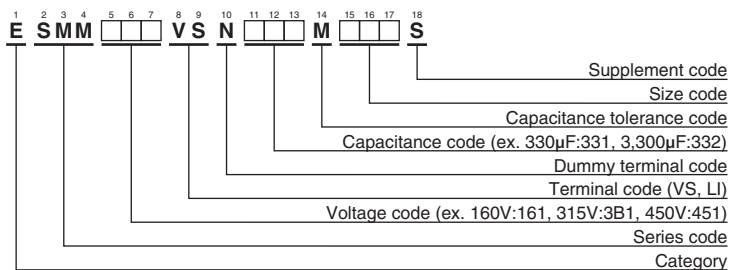 1 2 3 4 5 6 7 8 9 10 11 12 13 14 15 16 17 18
E SMM VS N M S
Supplement code
Size code
Capacitance tolerance code
Capacitance code (ex. 330µF:331, 3,300µF:332)
Dummy terminal code
Terminal code (VS, LI)
Voltage code (ex. 160V:161, 315V:3B1, 450V:451)
Series code
Category